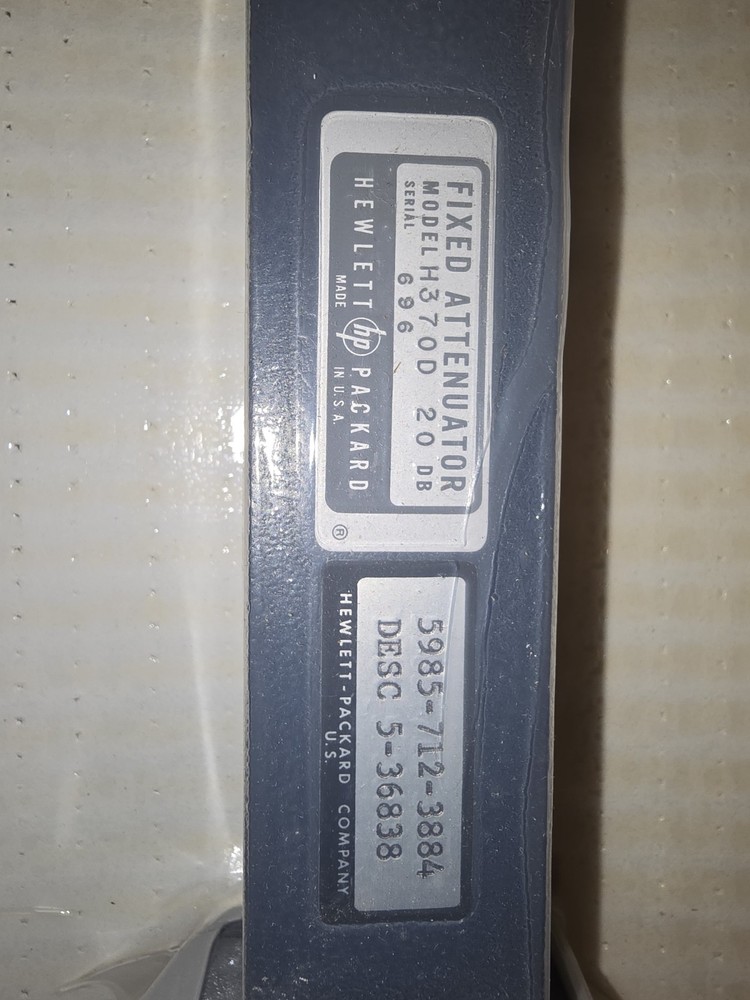 FIXED ATTENUATOR
MODEL H370D 20 DB
SERIAL 696
HEWLETT hp PACKARD
MADE IN U.S.A.
®
5985-712-3884
DESC 5-36838
HEWLETT-PACKARD COMPANY
U.S.